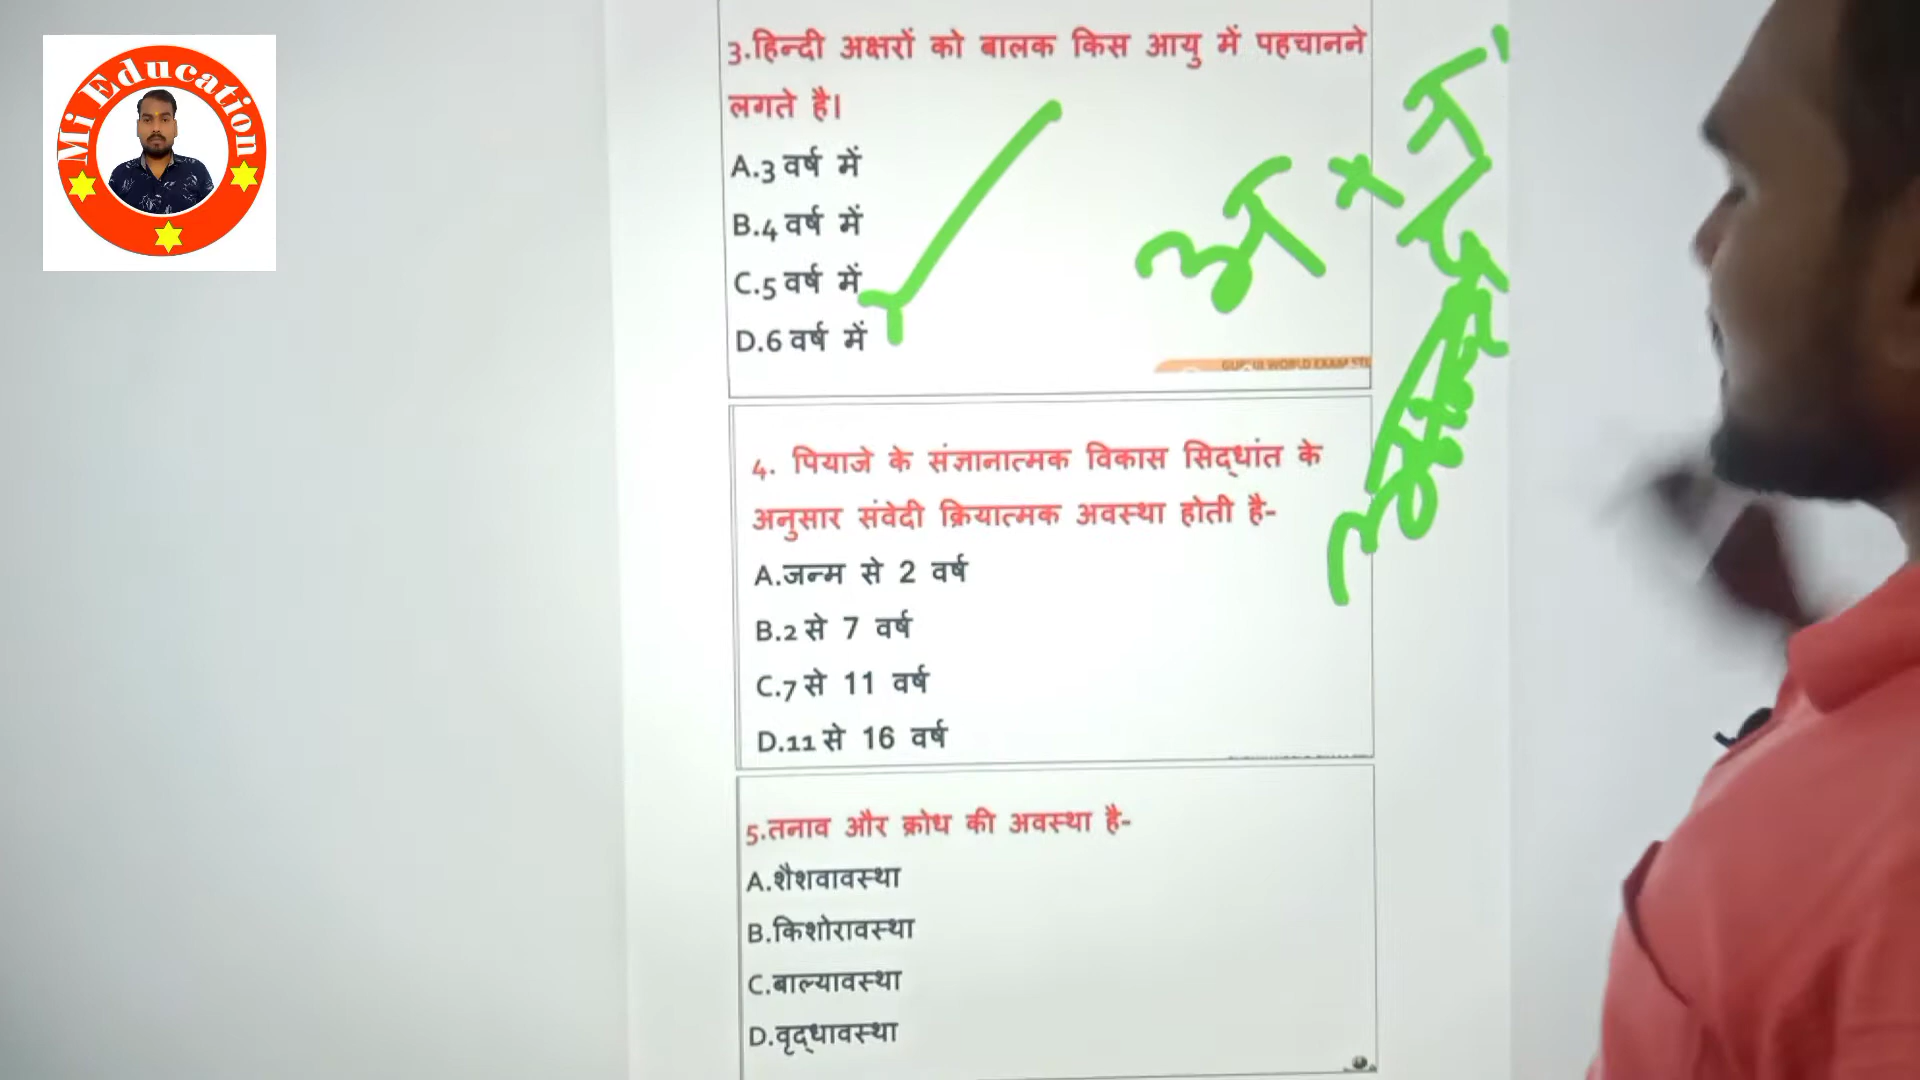 Mi Education
3.हिन्दी अक्षरों को बालक किस आयु में पहचानने
लगते है।
A.3 वर्ष में
B.4 वर्ष में
C.5 वर्ष में
D.6 वर्ष में
WORLD EXAM
4. पियाजे के संज्ञानात्मक विकास सिद्धांत के
अनुसार संवेदी क्रियात्मक अवस्था होती है-
A.जन्म से 2 वर्ष
B.2 से 7 वर्ष
C.7 से 11 वर्ष
D.11 से 16 वर्ष
5.तनाव और क्रोध की अवस्था है-
A.शैशवावस्था
B.किशोरावस्था
C.बाल्यावस्था
D.वृद्धावस्था